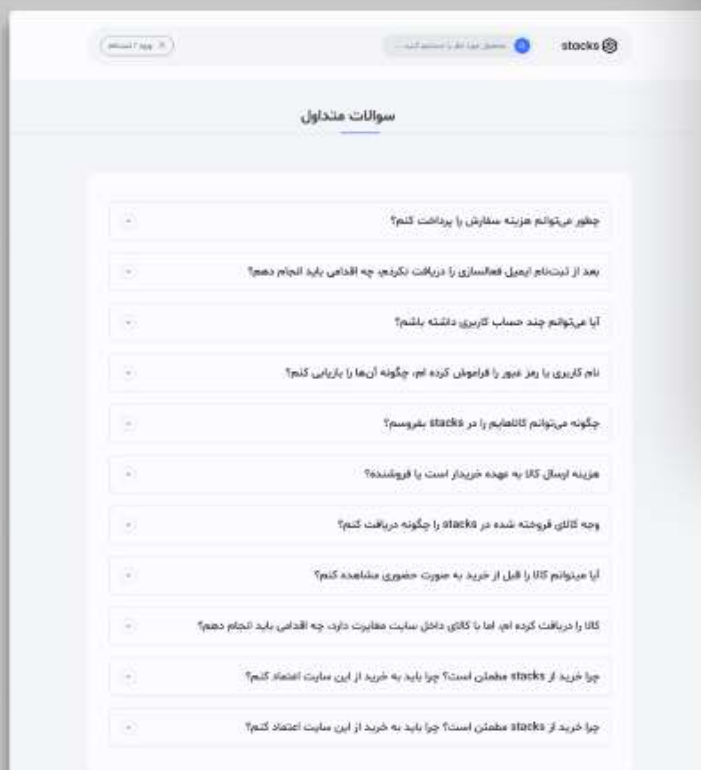 stacks
ورود / ثبت‌نام
سوالات متداول
چطور می‌توانم هزینه سفارش را پرداخت کنم؟
بعد از ثبت‌نام ایمیل فعالسازی را دریافت نکردم، چه اقدامی باید انجام دهم؟
آیا می‌توانم چند حساب کاربری داشته باشم؟
نام کاربری یا رمز عبور را فراموش کرده ام، چگونه آن‌ها را بازیابی کنم؟
چگونه می‌توانم کالاهایم را در stacks بفروسم؟
هزینه ارسال کالا به عهده خریدار است یا فروشنده؟
وجه کالای فروخته شده در stacks را چگونه دریافت کنم؟
آیا میتوانم کالا را قبل از خرید به صورت حضوری مشاهده کنم؟
کالا را دریافت کرده ام، اما با کالای داخل سایت مغایرت دارد، چه اقدامی باید انجام دهم؟
چرا خرید از stacks مطمئن است؟ چرا باید به خرید از این سایت اعتماد کنم؟
چرا خرید از stacks مطمئن است؟ چرا باید به خرید از این سایت اعتماد کنم؟